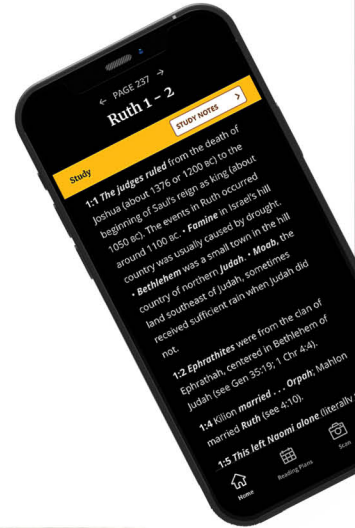 ← PAGE 237 →
Ruth 1 – 2
Study
STUDY NOTES >
1:1 The judges ruled from the death of
Joshua (about 1376 or 1200 BC) to the
beginning of Saul's reign as king (about
1050 BC). The events in Ruth occurred
around 1100 BC. • Famine in Israel's hill
country was usually caused by drought.
• Bethlehem was a small town in the hill
country of northern Judah. • Moab, the
land southeast of Judah, sometimes
received sufficient rain when Judah did
not.
1:2 Ephrathites were from the clan of
Ephrathah, centered in Bethlehem of
Judah (see Gen 35:19; 1 Chr 4:4).
1:4 Kilion married . . . Orpah: Mahlon
married Ruth (see 4:10).
1:5 This left Naomi alone (literally
Home
Reading Plans
Scan